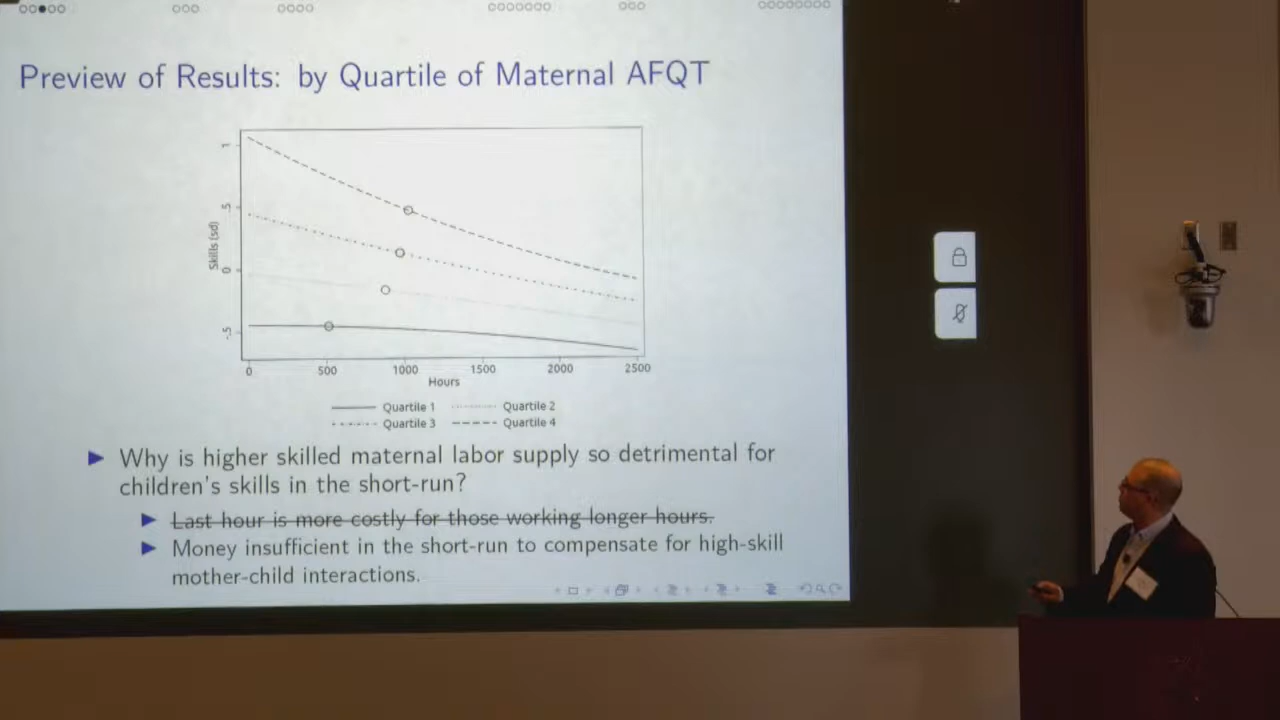 Preview of Results: by Quartile of Maternal AFQT
1
.5
0
-.5
Skills (sd)
0 500 1000 1500 2000 2500
Hours
Quartile 1 Quartile 2
Quartile 3 Quartile 4
Why is higher skilled maternal labor supply so detrimental for
children's skills in the short-run?
Last hour is more costly for those working longer hours.
Money insufficient in the short-run to compensate for high-skill
mother-child interactions.